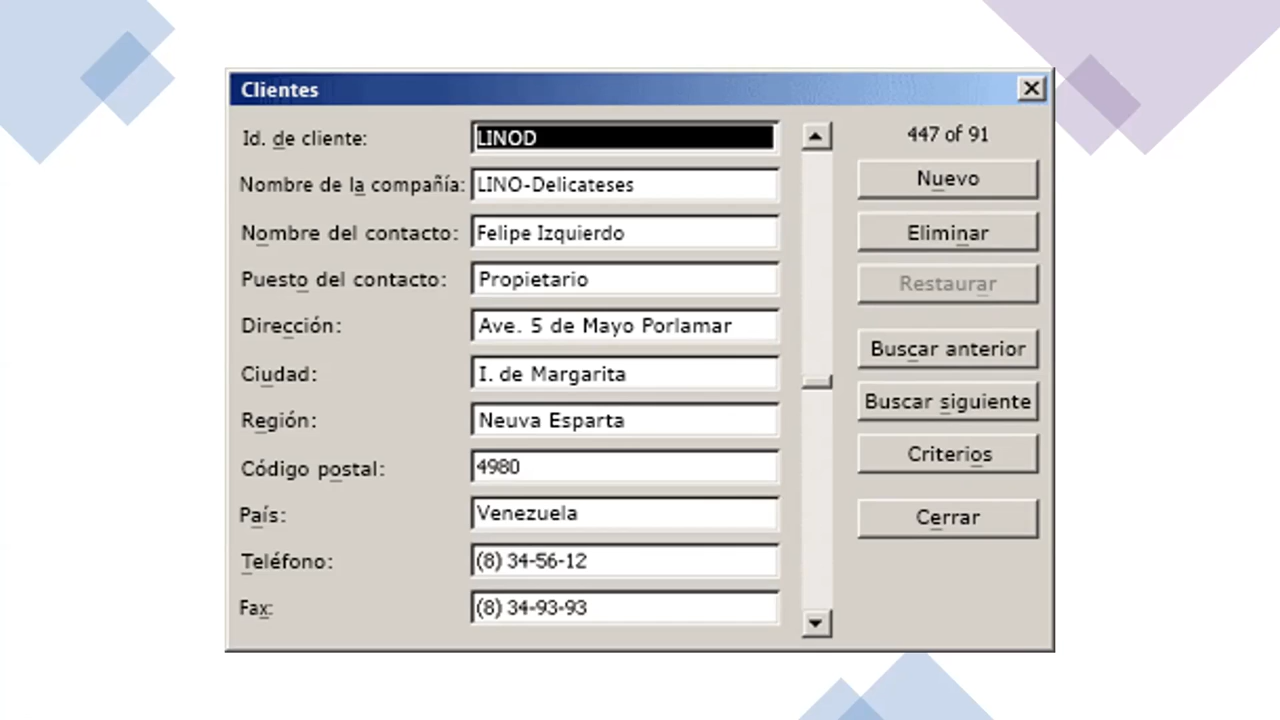 Clientes
Id. de cliente: LINOD
Nombre de la compañía: LINO-Delicateses
Nombre del contacto: Felipe Izquierdo
Puesto del contacto: Propietario
Dirección: Ave. 5 de Mayo Porlamar
Ciudad: I. de Margarita
Región: Neuva Esparta
Código postal: 4980
País: Venezuela
Teléfono: (8) 34-56-12
Fax: (8) 34-93-93
447 of 91
Nuevo
Eliminar
Restaurar
Buscar anterior
Buscar siguiente
Criterios
Cerrar